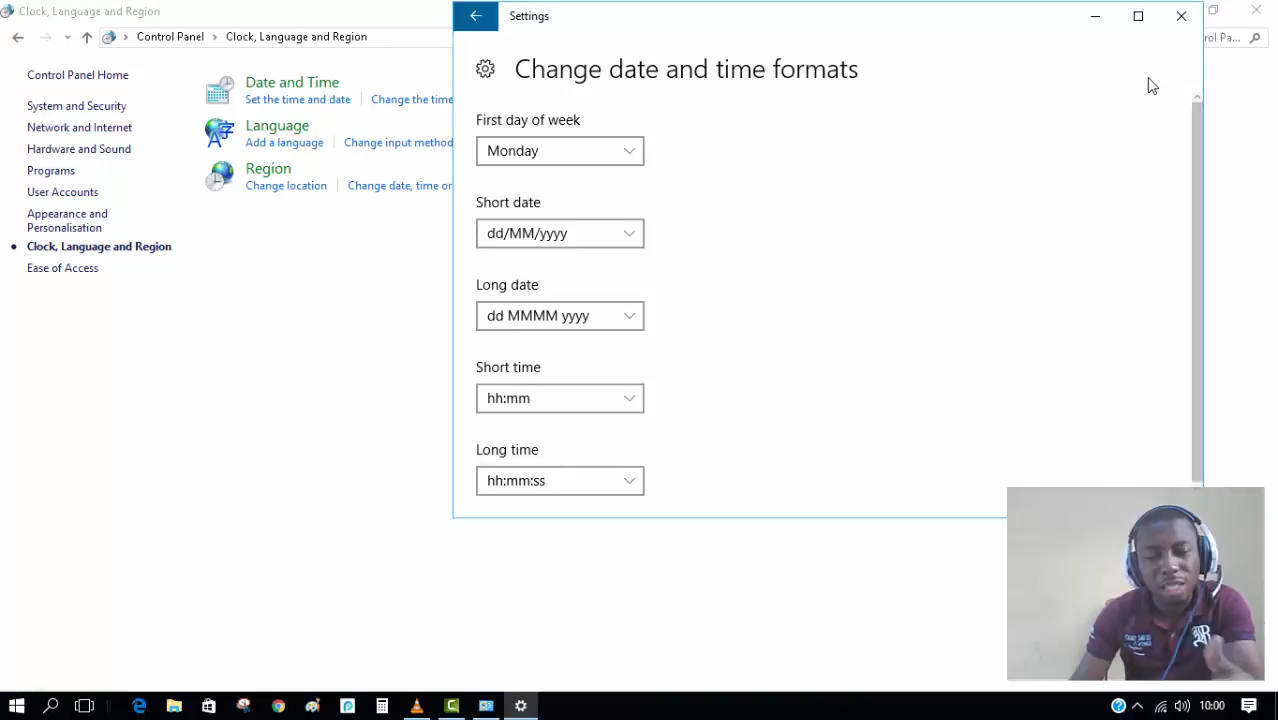 Clock, Language and Region
Control Panel
Clock, Language and Region
rol Pa...
Control Panel Home
System and Security
Network and Internet
Hardware and Sound
Programs
User Accounts
Appearance and
Personalisation
Clock, Language and Region
Ease of Access
Date and Time
Set the time and date
Change the time
Language
Add a language
Change input method
Region
Change location
Change date, time or
Settings
Change date and time formats
First day of week
Monday
Short date
dd/MM/yyyy
Long date
dd MMMM yyyy
Short time
hh:mm
Long time
hh:mm:ss
10:00